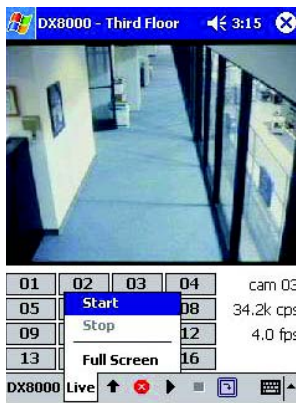 DX8000 - Third Floor 3:15
01 02 03 04 cam 03
05 Start 08 34.2k cps
Stop
09 12 4.0 fps
13 Full Screen 16
DX8000 Live